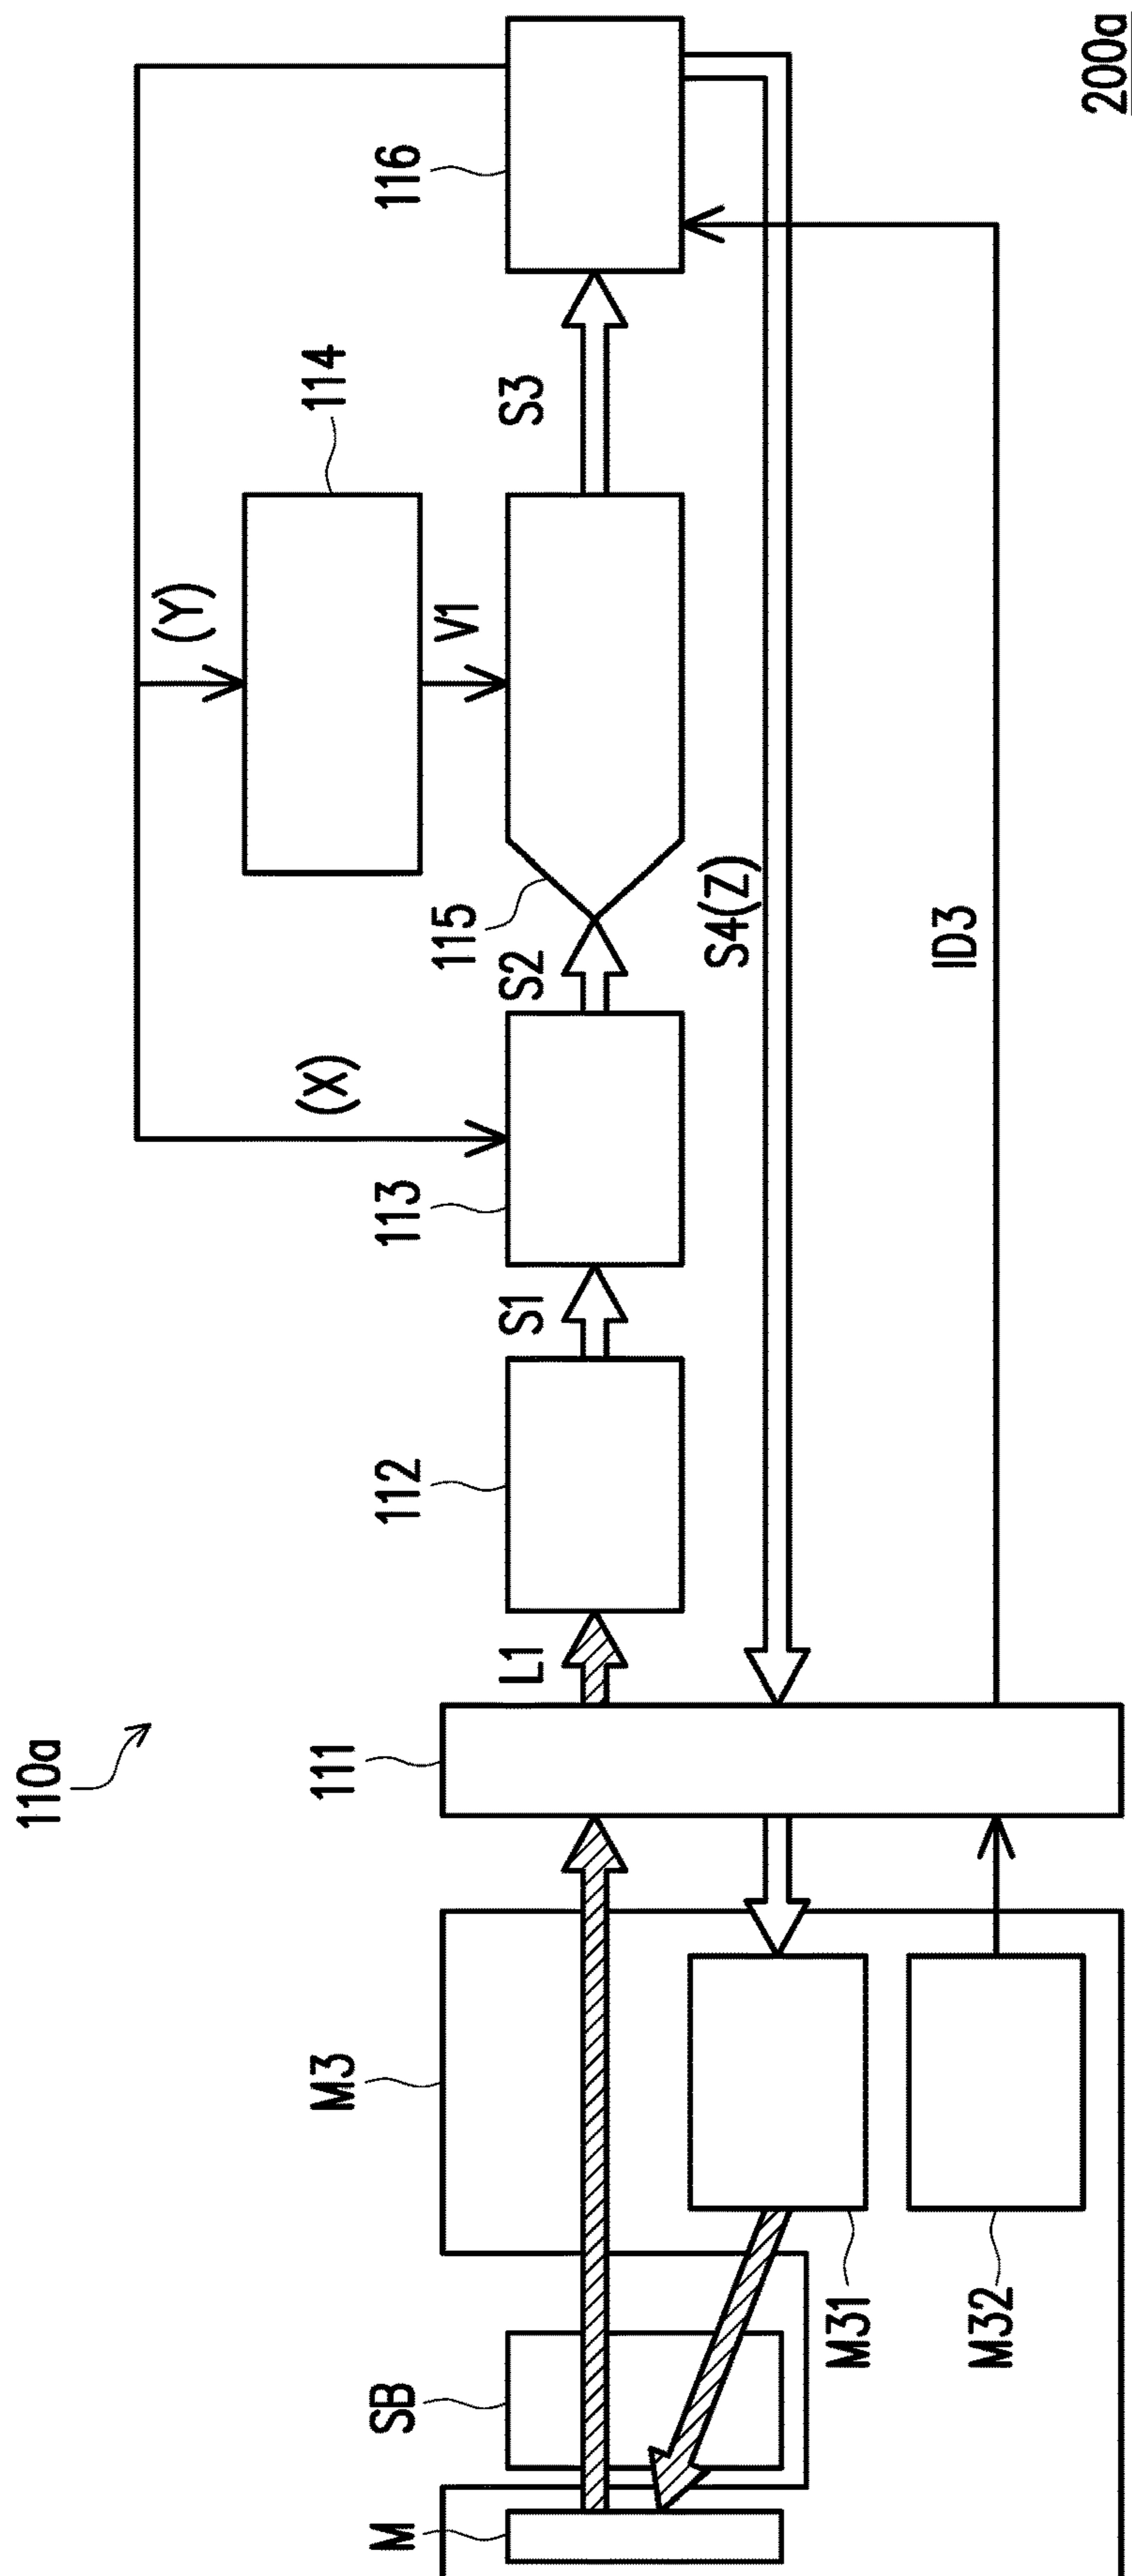 200a
110a
116
114
(Y)
V1
S3
115
S2
(X)
113
S1
112
L1
111
S4(Z)
ID3
M3
SB
M
M31
M32